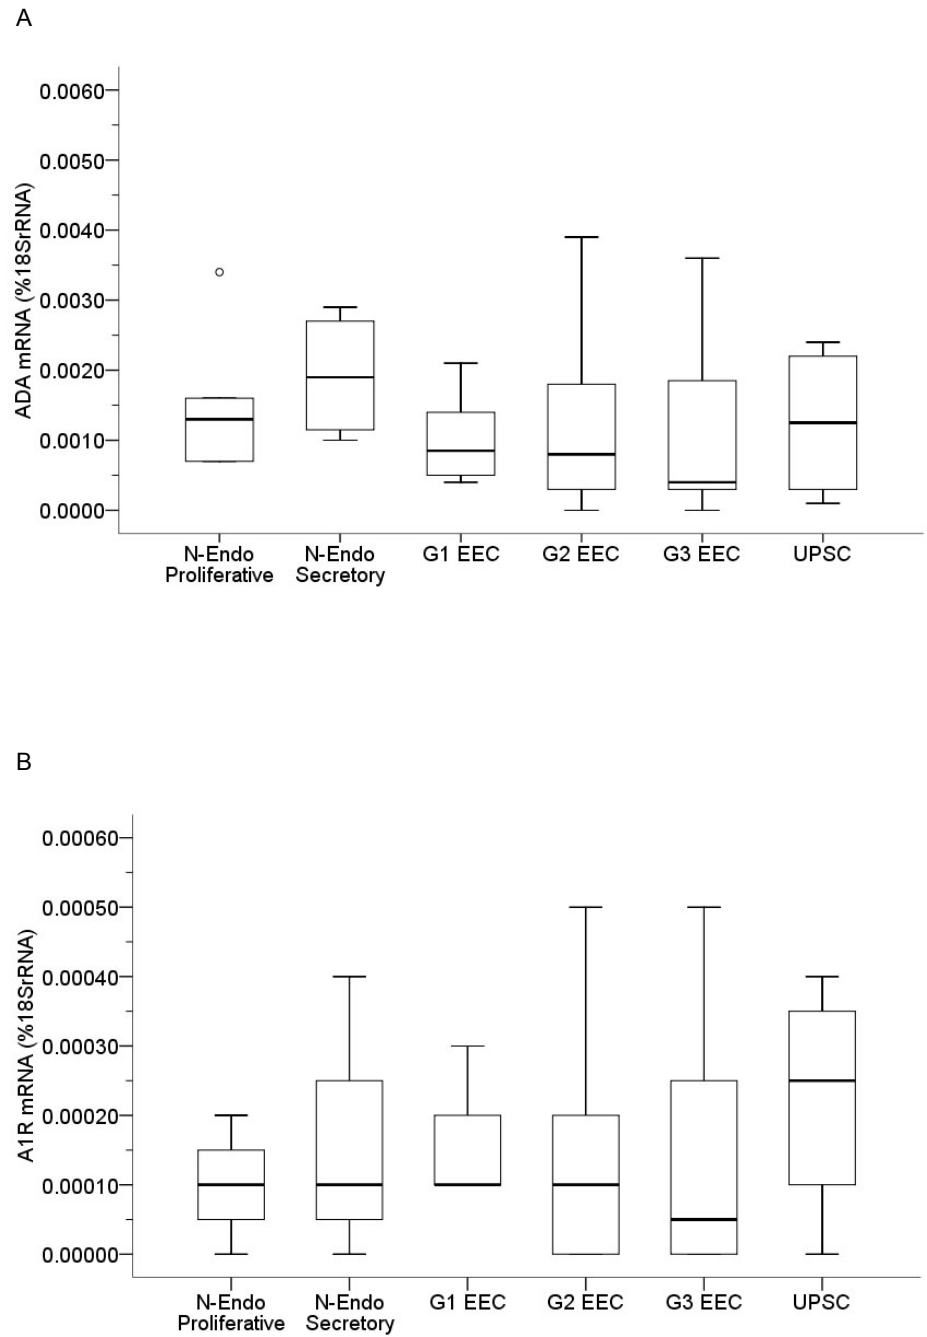 A
ADA mRNA (%18SrRNA)
0.0060
0.0050
0.0040
0.0030
0.0020
0.0010
0.0000
N-Endo
Proliferative
N-Endo
Secretory
G1 EEC
G2 EEC
G3 EEC
UPSC
B
A1R mRNA (%18SrRNA)
0.00060
0.00050
0.00040
0.00030
0.00020
0.00010
0.00000
N-Endo
Proliferative
N-Endo
Secretory
G1 EEC
G2 EEC
G3 EEC
UPSC